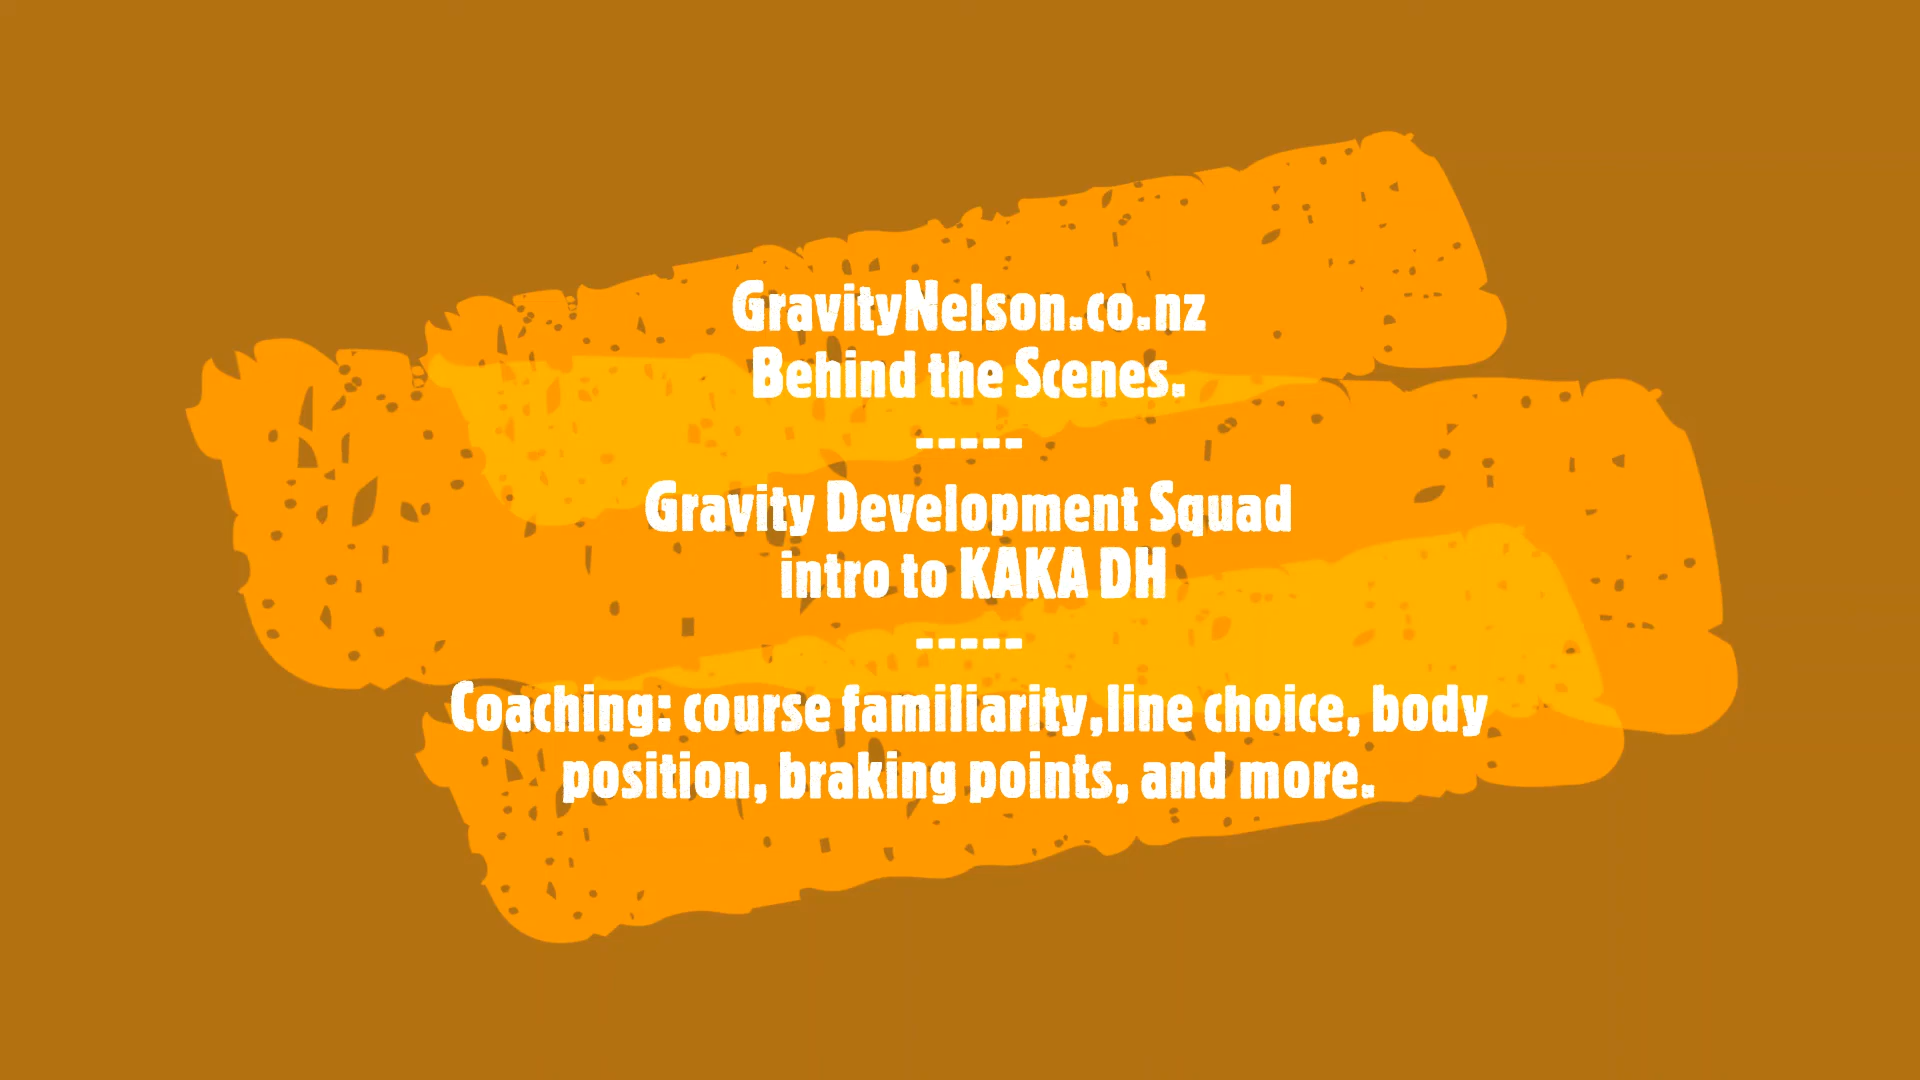 GravityNelson.co.nz
Behind the Scenes.
-----
Gravity Development Squad
intro to KAKA DH
-----
Coaching: course familiarity,line choice, body
position, braking points, and more.